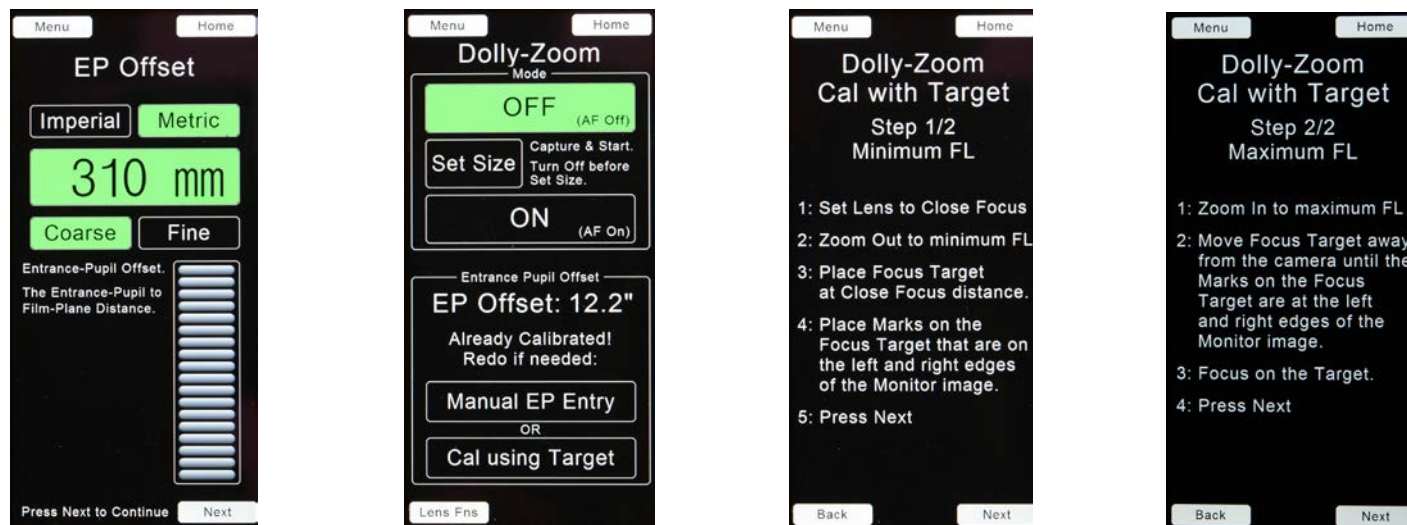 Menu Home
EP Offset
Imperial Metric
310 mm
Coarse Fine
Entrance-Pupil Offset.
The Entrance-Pupil to
Film-Plane Distance.
Press Next to Continue Next
Menu Home
Dolly-Zoom
Mode
OFF
(AF Off)
Set Size
Capture & Start.
Turn Off before
Set Size.
ON
(AF On)
Entrance Pupil Offset
EP Offset: 12.2"
Already Calibrated!
Redo if needed:
Manual EP Entry
OR
Cal using Target
Lens Fns
Menu Home
Dolly-Zoom
Cal with Target
Step 1/2
Minimum FL
1: Set Lens to Close Focus
2: Zoom Out to minimum FL
3: Place Focus Target
at Close Focus distance.
4: Place Marks on the
Focus Target that are on
the left and right edges
of the Monitor image.
5: Press Next
Back Next
Menu Home
Dolly-Zoom
Cal with Target
Step 2/2
Maximum FL
1: Zoom In to maximum FL
2: Move Focus Target away
from the camera until the
Marks on the Focus
Target are at the left
and right edges of the
Monitor image.
3: Focus on the Target.
4: Press Next
Back Next